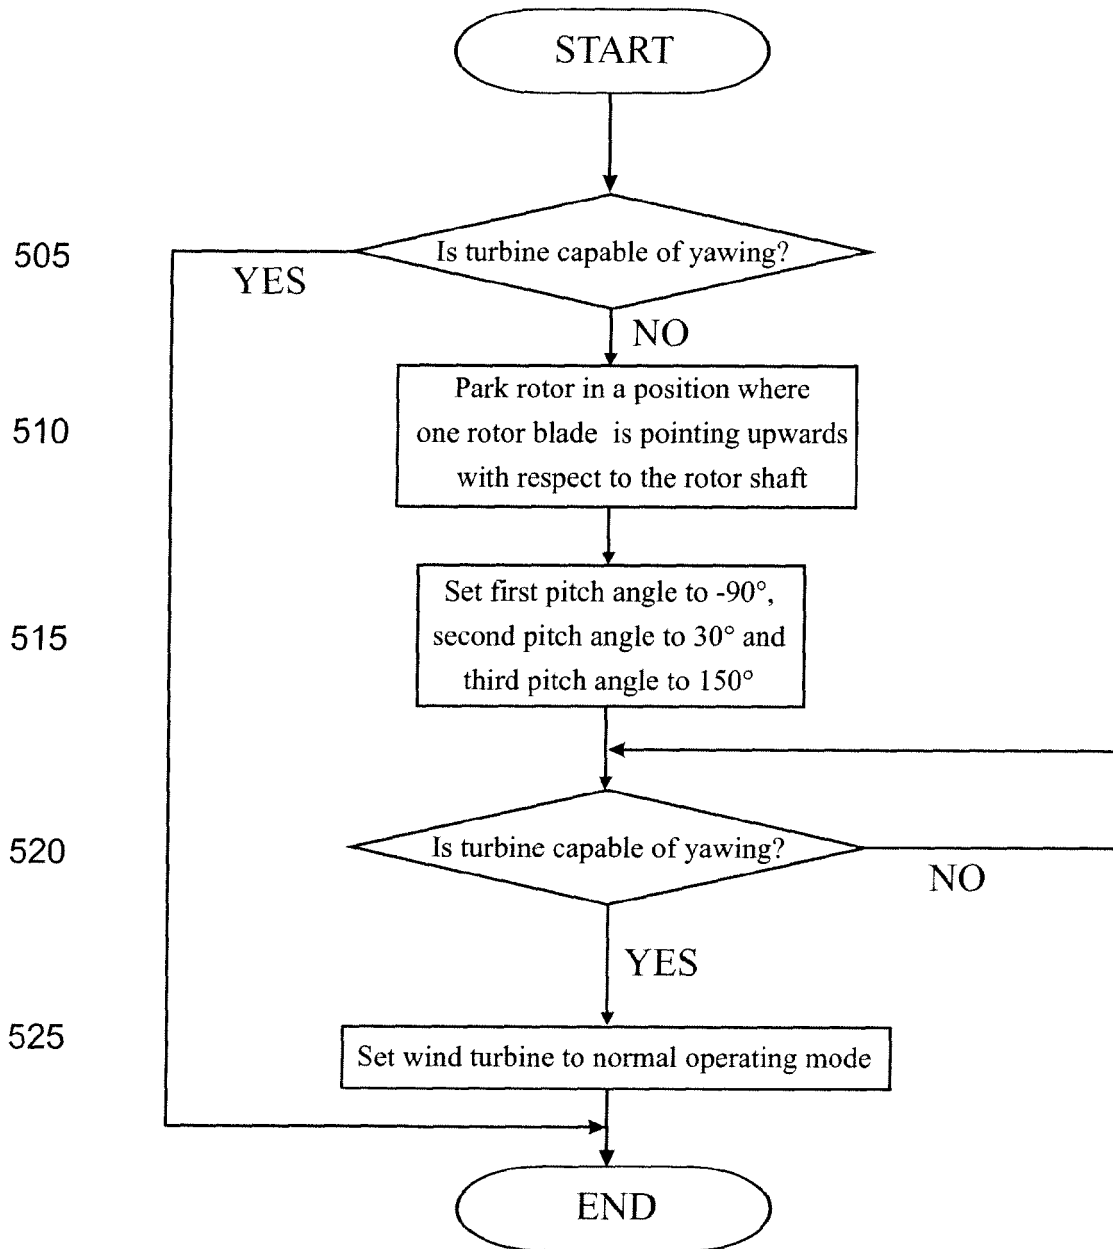 START
505
Is turbine capable of yawing?
YES
NO
510
Park rotor in a position where
one rotor blade is pointing upwards
with respect to the rotor shaft
515
Set first pitch angle to -90°,
second pitch angle to 30° and
third pitch angle to 150°
520
Is turbine capable of yawing?
NO
YES
525
Set wind turbine to normal operating mode
END